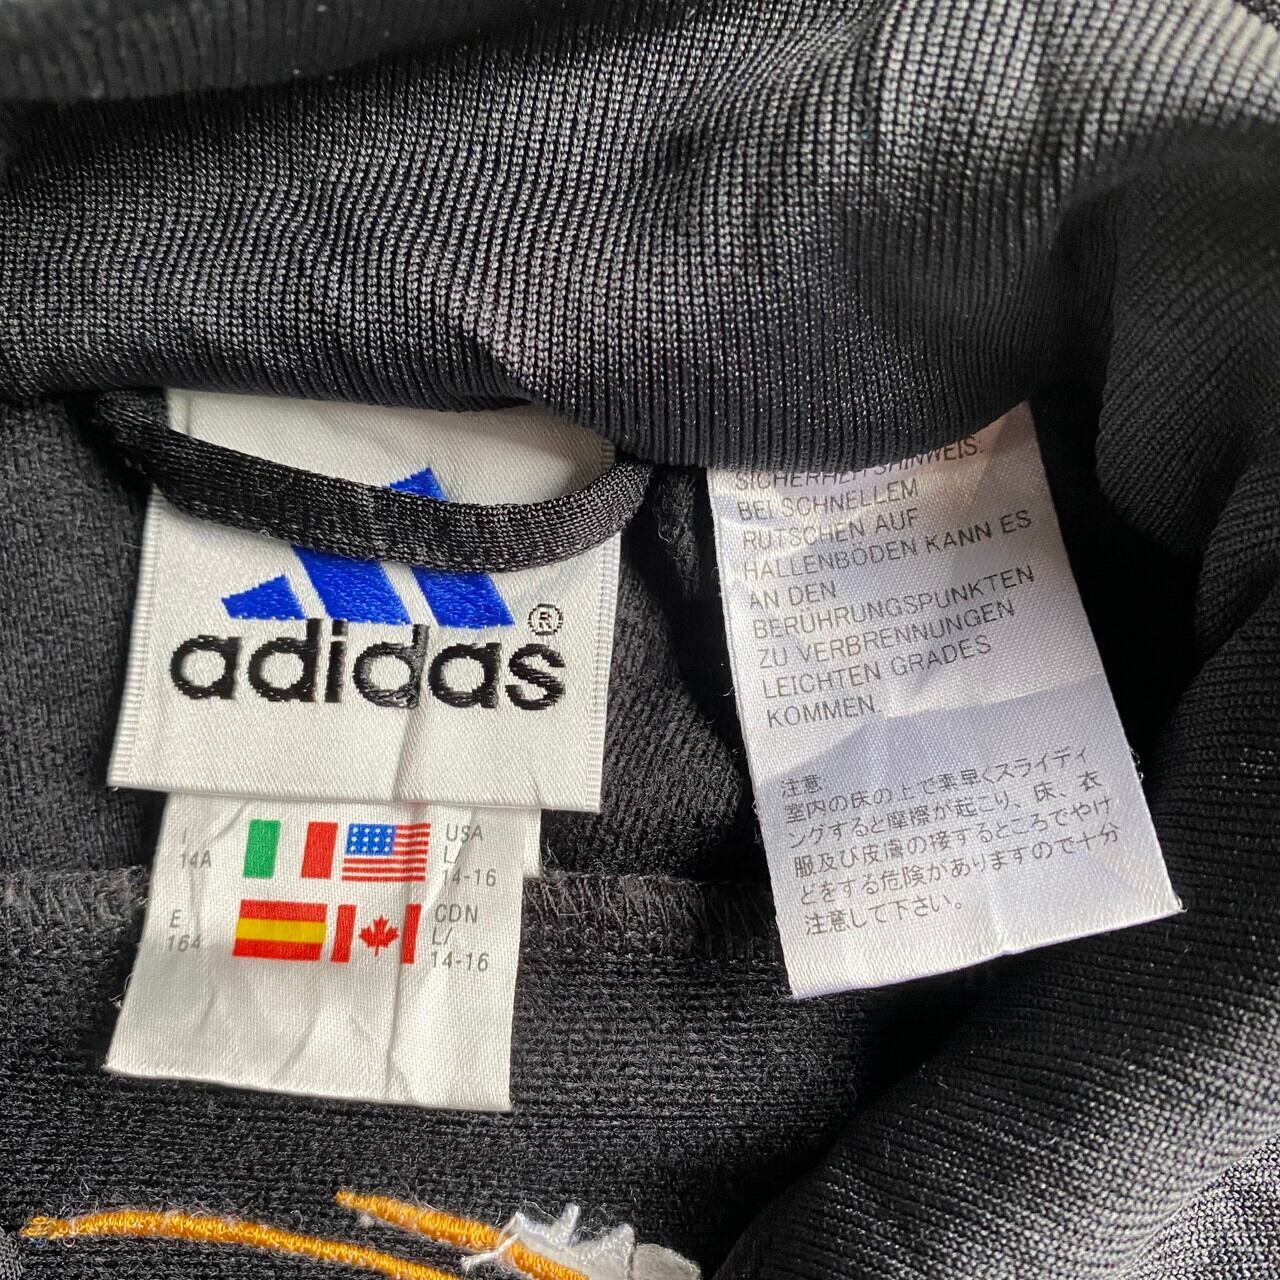 adidas®
I
14A
USA
L/
14-16
E
164
CDN
L/
14-16
SICHERHEITSHINWEIS:
BEI SCHNELLEM
RUTSCHEN AUF
HALLENBÖDEN KANN ES
AN DEN
BERÜHRUNGSPUNKTEN
ZU VERBRENNUNGEN
LEICHTEN GRADES
KOMMEN.
注意
室内の床の上で素早くスライディ
グすると摩擦が起こり、床、衣
服及び皮膚の接するところでやけ
どをする危険がありますので十分
注意して下さい。